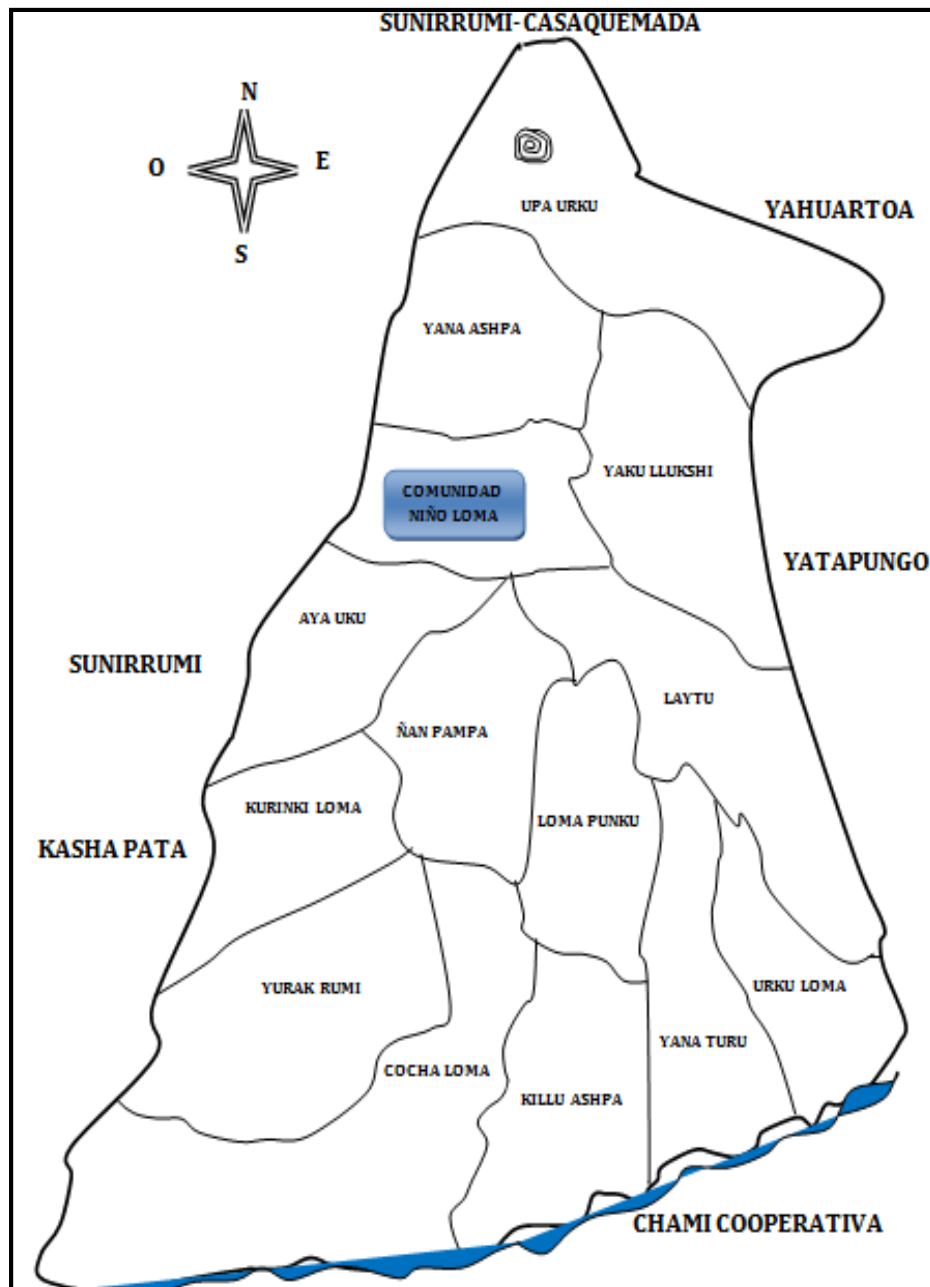 SUNIRRUMI- CASAQUEMADA
N
O
E
S
UPA URKU
YAHUARTOA
YANA ASHPA
YAKU LLUKSHI
COMUNIDAD
NIÑO LOMA
YATAPUNGO
AYA UKU
SUNIRRUMI
LAYTU
ÑAN PAMPA
KURINKI LOMA
LOMA PUNKU
KASHA PATA
YURAK RUMI
URKU LOMA
YANA TURU
COCHA LOMA
KILLU ASHPA
CHAMI COOPERATIVA